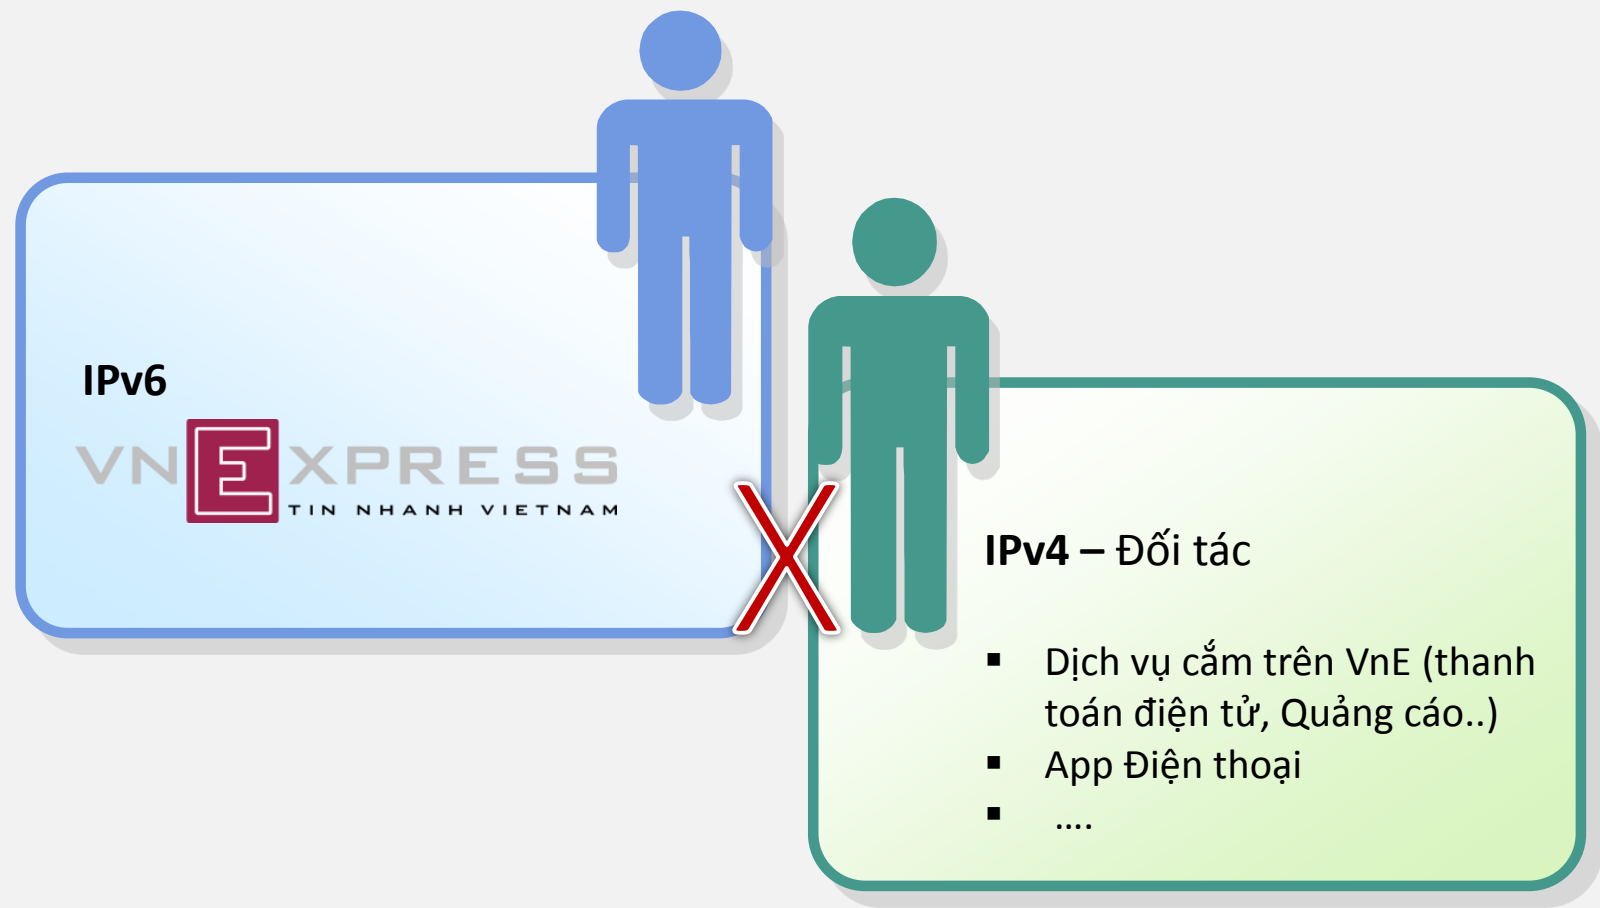 IPv6
VNEXPRESS
TIN NHANH VIETNAM
X
IPv4 – Đối tác
▪ Dịch vụ cắm trên VnE (thanh
toán điện tử, Quảng cáo..)
▪ App Điện thoại
▪ ....